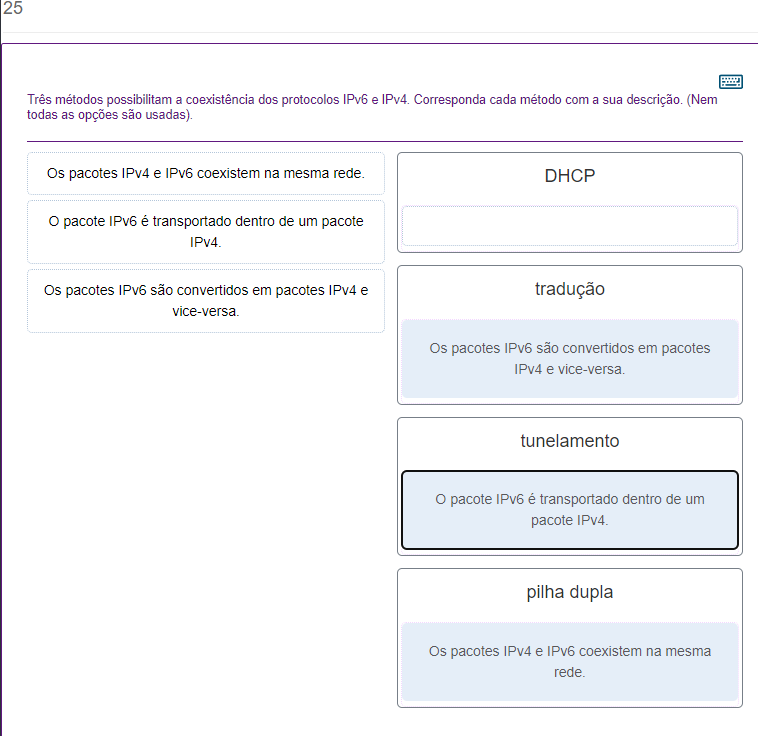 25
Três métodos possibilitam a coexistência dos protocolos IPv6 e IPv4. Corresponda cada método com a sua descrição. (Nem
todas as opções são usadas).
Os pacotes IPv4 e IPv6 coexistem na mesma rede.
O pacote IPv6 é transportado dentro de um pacote
IPv4.
Os pacotes IPv6 são convertidos em pacotes IPv4 e
vice-versa.
DHCP
tradução
Os pacotes IPv6 são convertidos em pacotes
IPv4 e vice-versa.
tunelamento
O pacote IPv6 é transportado dentro de um
pacote IPv4.
pilha dupla
Os pacotes IPv4 e IPv6 coexistem na mesma
rede.